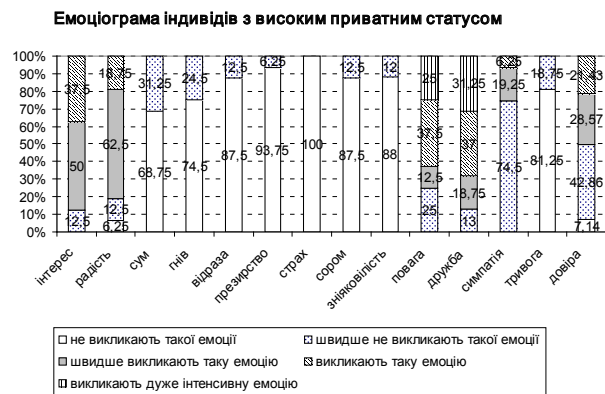 Емоціограма індивідів з високим приватним статусом
100% 6,25 12,5 6,25 12,5 12 6,25
90% 37,5 18,75 31,25 24,5 25 31,25 19,25 18,75 21,43
80%
70% 62,5 37,5 28,57
60% 50 37
50% 100
40% 68,75 74,5 87,5 93,75 87,5 88 74,5 81,25 42,86
30% 12,5
20% 12,5 18,75
10% 12,5 25 13
0% 6,25 7,14
інтерес
радість
сум
гнів
відраза
презирство
страх
сором
зніяковілість
повага
дружба
симпатія
тривога
довіра
не викликають такої емоції
швидше не викликають такої емоції
швидше викликають таку емоцію
викликають таку емоцію
викликають дуже інтенсивну емоцію